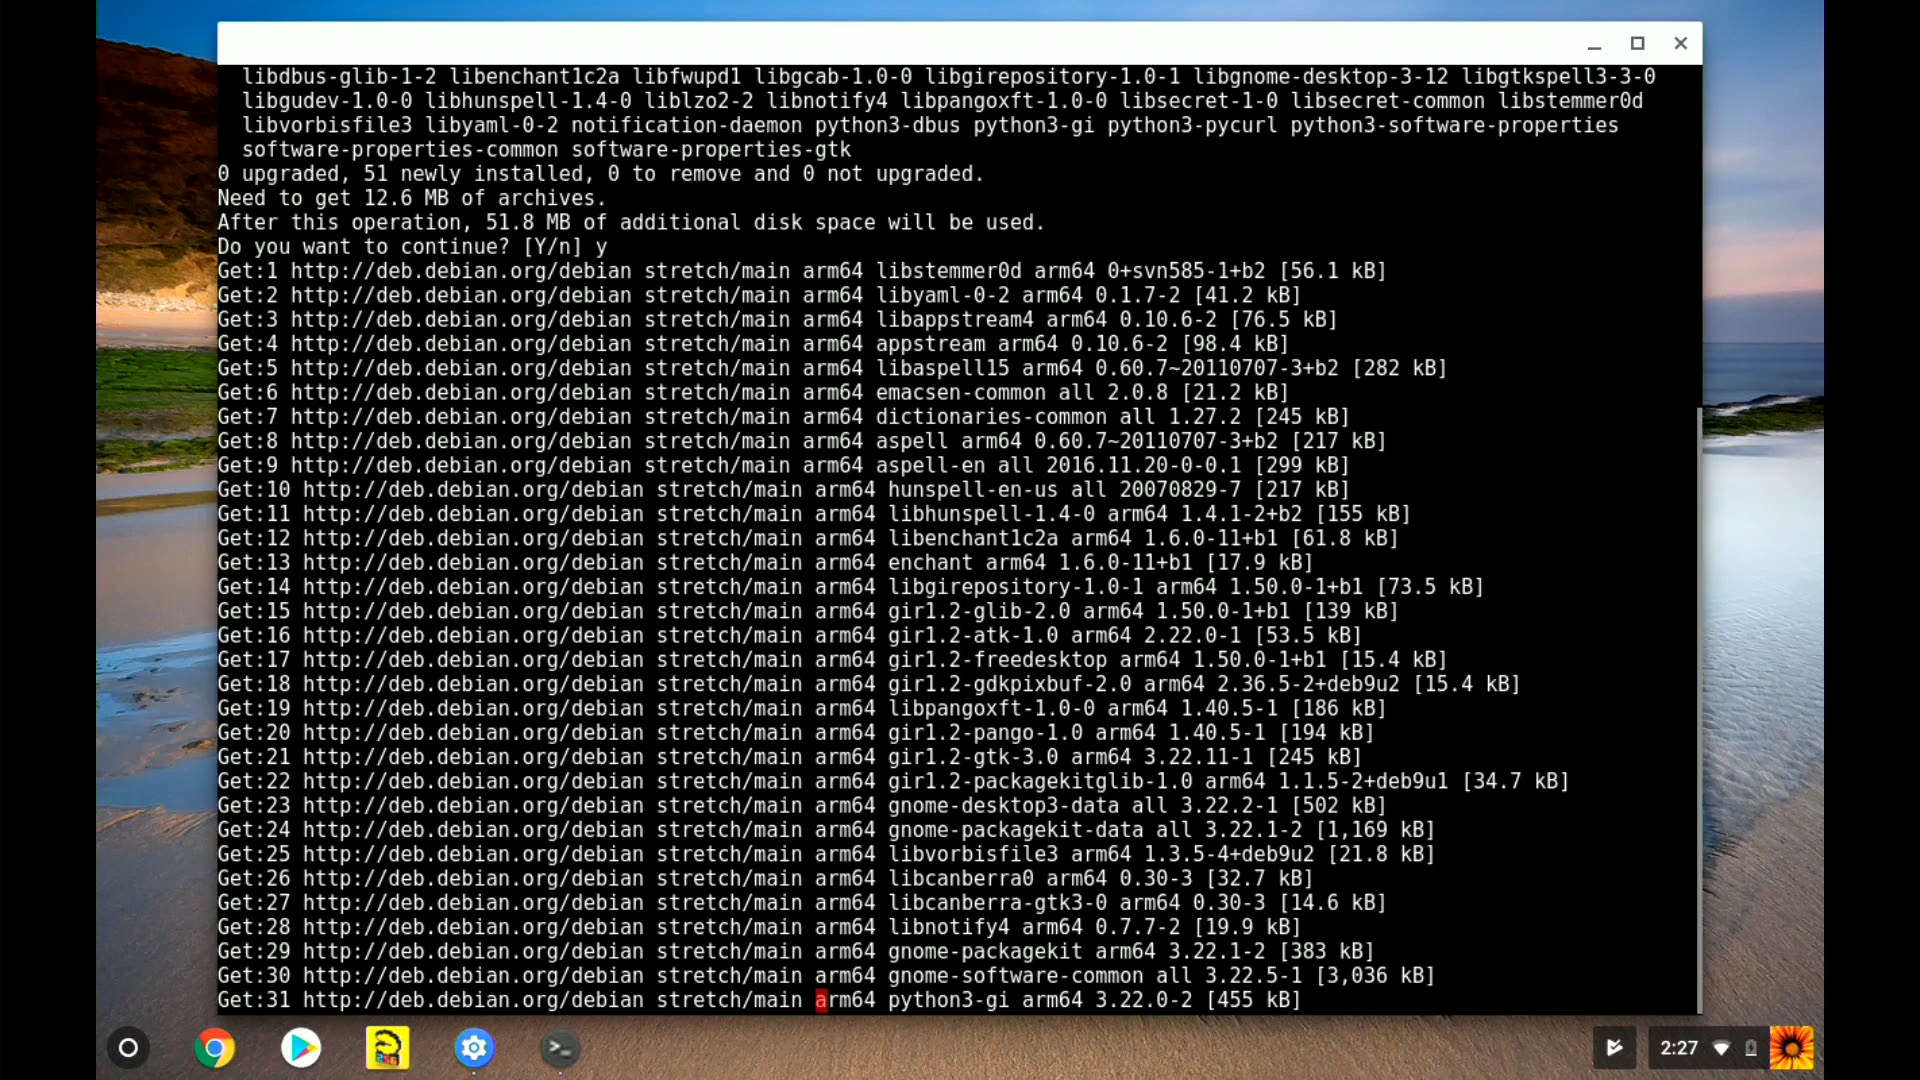 libdbus-glib-1-2 libenchant1c2a libfwupd1 libgcab-1.0-0 libgirepository-1.0-1 libgnome-desktop-3-12 libgtkspell3-3-0
libgudev-1.0-0 libhunspell-1.4-0 liblzo2-2 libnotify4 libpangoxft-1.0-0 libsecret-1-0 libsecret-common libstemmer0d
libvorbisfile3 libyaml-0-2 notification-daemon python3-dbus python3-gi python3-pycurl python3-software-properties
software-properties-common software-properties-gtk
0 upgraded, 51 newly installed, 0 to remove and 0 not upgraded.
Need to get 12.6 MB of archives.
After this operation, 51.8 MB of additional disk space will be used.
Do you want to continue? [Y/n] y
Get:1 http://deb.debian.org/debian stretch/main arm64 libstemmer0d arm64 0+svn585-1+b2 [56.1 kB]
Get:2 http://deb.debian.org/debian stretch/main arm64 libyaml-0-2 arm64 0.1.7-2 [41.2 kB]
Get:3 http://deb.debian.org/debian stretch/main arm64 libappstream4 arm64 0.10.6-2 [76.5 kB]
Get:4 http://deb.debian.org/debian stretch/main arm64 appstream arm64 0.10.6-2 [98.4 kB]
Get:5 http://deb.debian.org/debian stretch/main arm64 libaspell15 arm64 0.60.7~20110707-3+b2 [282 kB]
Get:6 http://deb.debian.org/debian stretch/main arm64 emacsen-common all 2.0.8 [21.2 kB]
Get:7 http://deb.debian.org/debian stretch/main arm64 dictionaries-common all 1.27.2 [245 kB]
Get:8 http://deb.debian.org/debian stretch/main arm64 aspell arm64 0.60.7~20110707-3+b2 [217 kB]
Get:9 http://deb.debian.org/debian stretch/main arm64 aspell-en all 2016.11.20-0-0.1 [299 kB]
Get:10 http://deb.debian.org/debian stretch/main arm64 hunspell-en-us all 20070829-7 [217 kB]
Get:11 http://deb.debian.org/debian stretch/main arm64 libhunspell-1.4-0 arm64 1.4.1-2+b2 [155 kB]
Get:12 http://deb.debian.org/debian stretch/main arm64 libenchant1c2a arm64 1.6.0-11+b1 [61.8 kB]
Get:13 http://deb.debian.org/debian stretch/main arm64 enchant arm64 1.6.0-11+b1 [17.9 kB]
Get:14 http://deb.debian.org/debian stretch/main arm64 libgirepository-1.0-1 arm64 1.50.0-1+b1 [73.5 kB]
Get:15 http://deb.debian.org/debian stretch/main arm64 gir1.2-glib-2.0 arm64 1.50.0-1+b1 [139 kB]
Get:16 http://deb.debian.org/debian stretch/main arm64 gir1.2-atk-1.0 arm64 2.22.0-1 [53.5 kB]
Get:17 http://deb.debian.org/debian stretch/main arm64 gir1.2-freedesktop arm64 1.50.0-1+b1 [15.4 kB]
Get:18 http://deb.debian.org/debian stretch/main arm64 gir1.2-gdkpixbuf-2.0 arm64 2.36.5-2+deb9u2 [15.4 kB]
Get:19 http://deb.debian.org/debian stretch/main arm64 libpangoxft-1.0-0 arm64 1.40.5-1 [186 kB]
Get:20 http://deb.debian.org/debian stretch/main arm64 gir1.2-pango-1.0 arm64 1.40.5-1 [194 kB]
Get:21 http://deb.debian.org/debian stretch/main arm64 gir1.2-gtk-3.0 arm64 3.22.11-1 [245 kB]
Get:22 http://deb.debian.org/debian stretch/main arm64 gir1.2-packagekitglib-1.0 arm64 1.1.5-2+deb9u1 [34.7 kB]
Get:23 http://deb.debian.org/debian stretch/main arm64 gnome-desktop3-data all 3.22.2-1 [502 kB]
Get:24 http://deb.debian.org/debian stretch/main arm64 gnome-packagekit-data all 3.22.1-2 [1,169 kB]
Get:25 http://deb.debian.org/debian stretch/main arm64 libvorbisfile3 arm64 1.3.5-4+deb9u2 [21.8 kB]
Get:26 http://deb.debian.org/debian stretch/main arm64 libcanberra0 arm64 0.30-3 [32.7 kB]
Get:27 http://deb.debian.org/debian stretch/main arm64 libcanberra-gtk3-0 arm64 0.30-3 [14.6 kB]
Get:28 http://deb.debian.org/debian stretch/main arm64 libnotify4 arm64 0.7.7-2 [19.9 kB]
Get:29 http://deb.debian.org/debian stretch/main arm64 gnome-packagekit arm64 3.22.1-2 [383 kB]
Get:30 http://deb.debian.org/debian stretch/main arm64 gnome-software-common all 3.22.5-1 [3,036 kB]
Get:31 http://deb.debian.org/debian stretch/main arm64 python3-gi arm64 3.22.0-2 [455 kB]
2:27